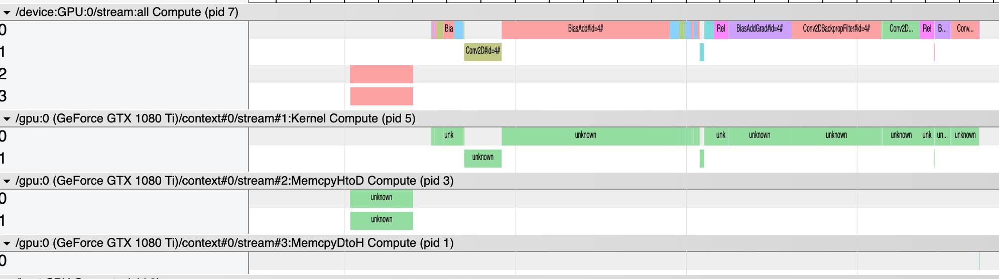 /device:GPU:0/stream:all Compute (pid 7)
0 Bia BiasAdd#id=4# Rel BiasAddGrad#id=4# Conv2DBackpropFilter#id=4# Conv2D... Rel B... Conv...
1 Conv2D#id=4#
2
3
/gpu:0 (GeForce GTX 1080 Ti)/context#0/stream#1:Kernel Compute (pid 5)
0 unk unknown unk unknown unknown unknown unk un... unknown
1 unknown
/gpu:0 (GeForce GTX 1080 Ti)/context#0/stream#2:MemcpyHtoD Compute (pid 3)
0 unknown
1 unknown
/gpu:0 (GeForce GTX 1080 Ti)/context#0/stream#3:MemcpyDtoH Compute (pid 1)
0